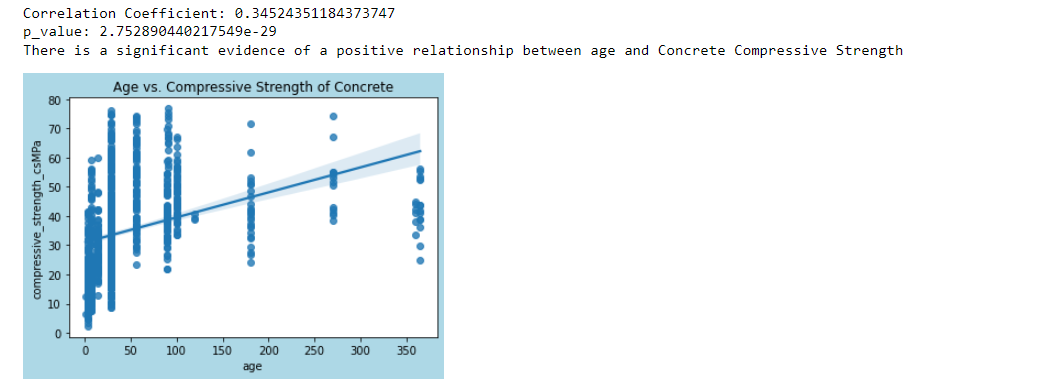 Correlation Coefficient: 0.34524351184373747
p_value: 2.752890440217549e-29
There is a significant evidence of a positive relationship between age and Concrete Compressive Strength
Age vs. Compressive Strength of Concrete
compressive_strength_csMPa
80
70
60
50
40
30
20
10
0
0 50 100 150 200 250 300 350
age